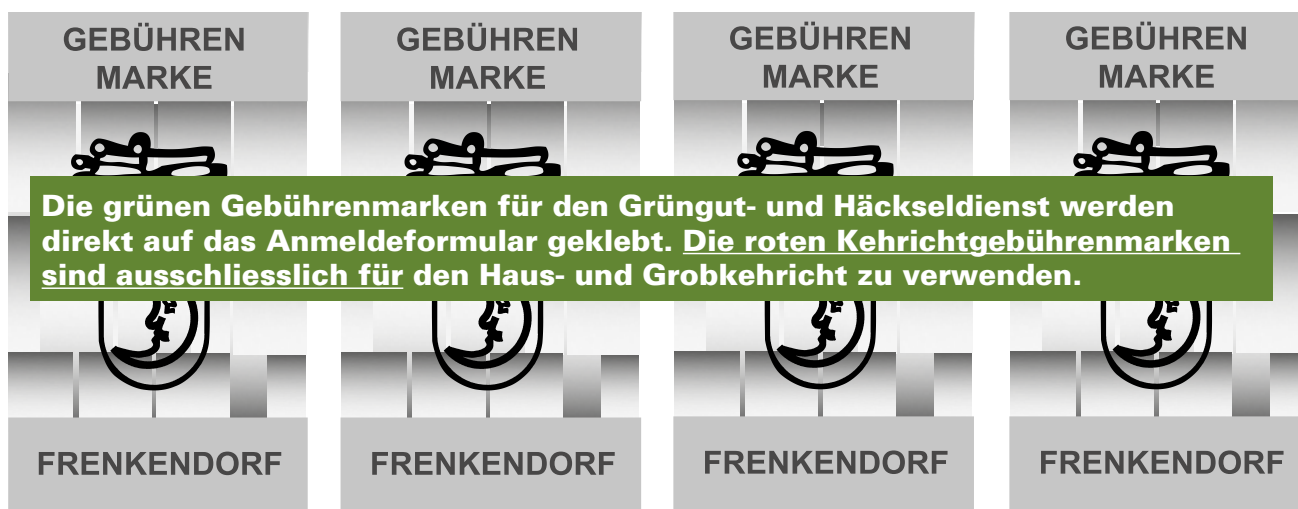 GEBÜHREN MARKE GEBÜHREN MARKE GEBÜHREN MARKE GEBÜHREN MARKE
Die grünen Gebührenmarken für den Grüngut- und Häckseldienst werden
direkt auf das Anmeldeformular geklebt. Die roten Kehrichtgebührenmarken
sind ausschliesslich für den Haus- und Grobkehricht zu verwenden.
FRENKENDORF FRENKENDORF FRENKENDORF FRENKENDORF